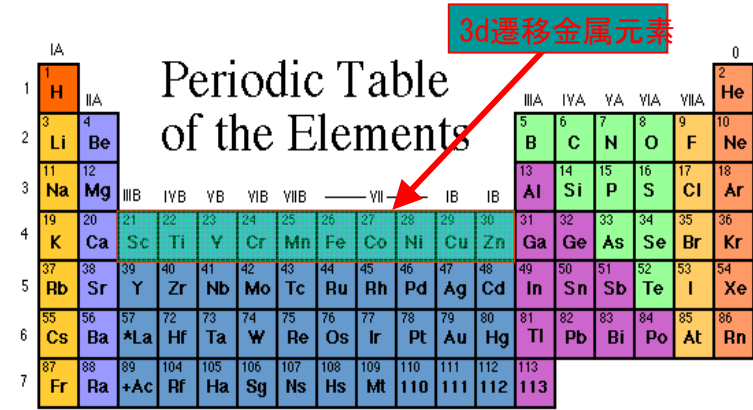 3d遷移金属元素
Periodic Table
of the Elements
IA 0
1 1 H 2 He
IIA IIIA IVA VA VIA VIIA
2 3 Li 4 Be 5 B 6 C 7 N 8 O 9 F 10 Ne
3 11 Na 12 Mg 13 Al 14 Si 15 P 16 S 17 Cl 18 Ar
IIIB IVB VB VIB VIIB VII IB IB
4 19 K 20 Ca 21 Sc 22 Ti 23 V 24 Cr 25 Mn 26 Fe 27 Co 28 Ni 29 Cu 30 Zn 31 Ga 32 Ge 33 As 34 Se 35 Br 36 Kr
5 37 Rb 38 Sr 39 Y 40 Zr 41 Nb 42 Mo 43 Tc 44 Ru 45 Rh 46 Pd 47 Ag 48 Cd 49 In 50 Sn 51 Sb 52 Te 53 I 54 Xe
6 55 Cs 56 Ba 57 *La 72 Hf 73 Ta 74 W 75 Re 76 Os 77 Ir 78 Pt 79 Au 80 Hg 81 Tl 82 Pb 83 Bi 84 Po 85 At 86 Rn
7 87 Fr 88 Ra 89 +Ac 104 Rf 105 Ha 106 Sg 107 Ns 108 Hs 109 Mt 110 110 111 111 112 112 113 113